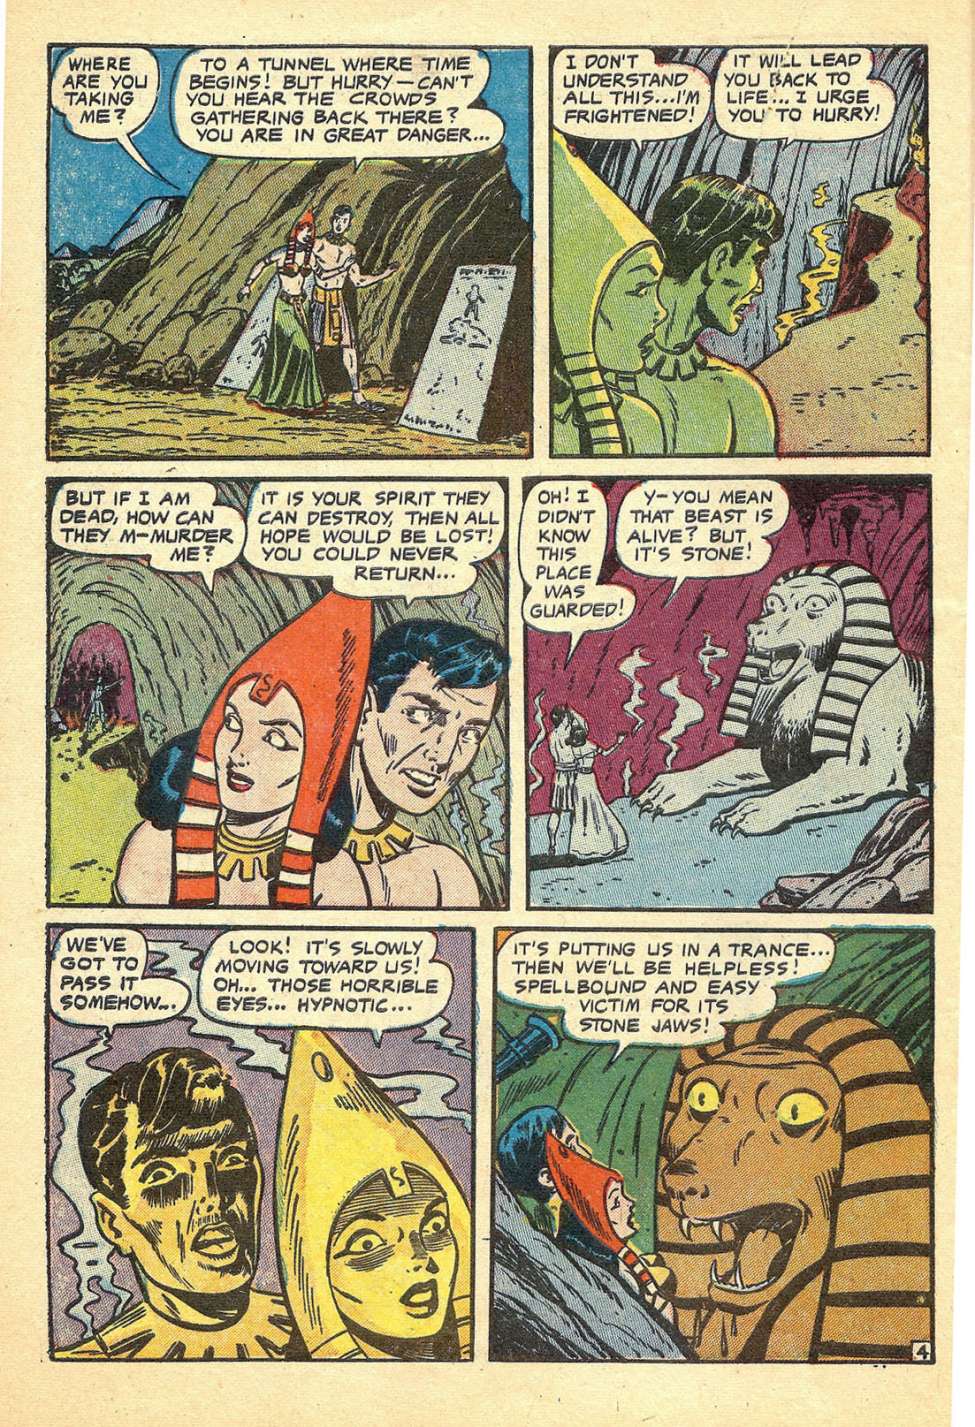 WHERE
ARE YOU
TAKING
ME?
TO A TUNNEL WHERE TIME
BEGINS! BUT HURRY—CAN'T
YOU HEAR THE CROWDS
GATHERING BACK THERE?
YOU ARE IN GREAT DANGER...
I DON'T
UNDERSTAND
ALL THIS...I'M
FRIGHTENED!
IT WILL LEAD
YOU BACK TO
LIFE... I URGE
YOU TO HURRY!
BUT IF I AM
DEAD, HOW CAN
THEY M-MURDER
ME?
IT IS YOUR SPIRIT THEY
CAN DESTROY, THEN ALL
HOPE WOULD BE LOST!
YOU COULD NEVER
RETURN...
OH! I
DIDN'T
KNOW
THIS
PLACE
WAS
GUARDED!
Y-YOU MEAN
THAT BEAST IS
ALIVE? BUT,
IT'S STONE!
WE'VE
GOT TO
PASS IT
SOMEHOW...
LOOK! IT'S SLOWLY
MOVING TOWARD US!
OH... THOSE HORRIBLE
EYES... HYPNOTIC...
IT'S PUTTING US IN A TRANCE...
THEN WE'LL BE HELPLESS!
SPELLBOUND AND EASY
VICTIM FOR ITS
STONE JAWS!
4